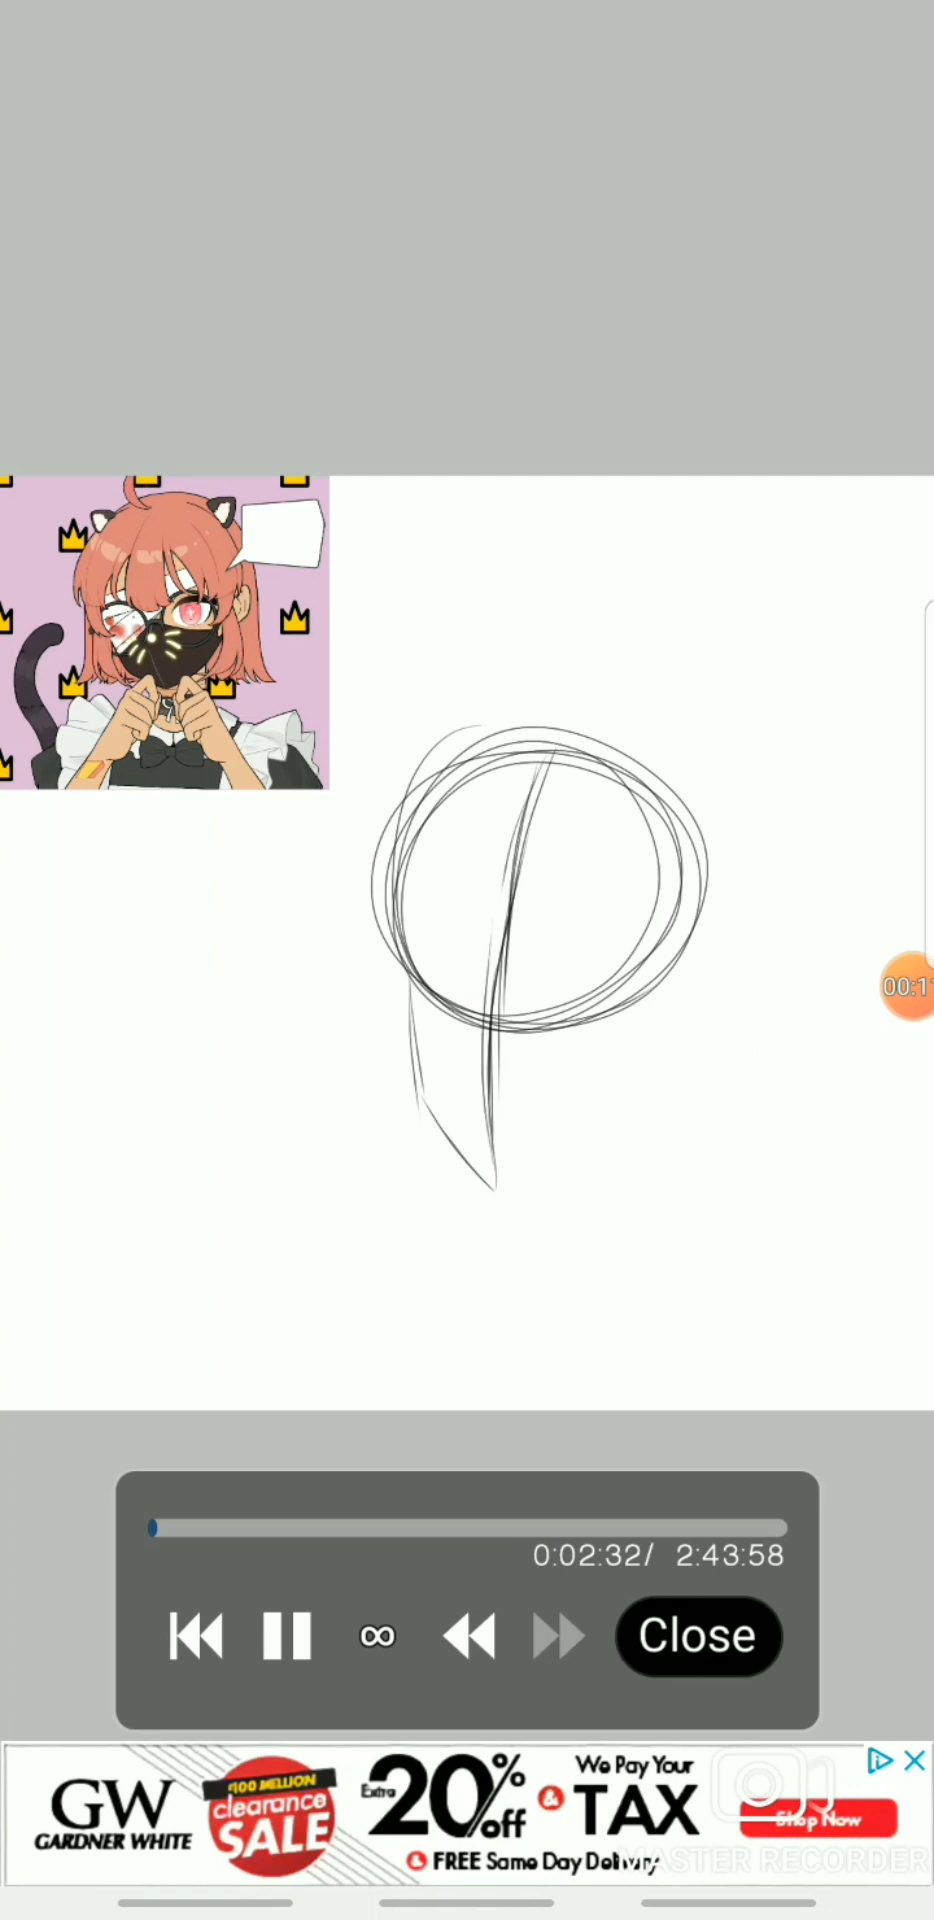 00:1
0:02:32/ 2:43:58
∞
Close
GW
GARDNER WHITE
$100 MILLION
clearance
SALE
Extra
20% off
&
We Pay Your
TAX
& FREE Same Day Delivery
Shop Now
MASTER RECORDER